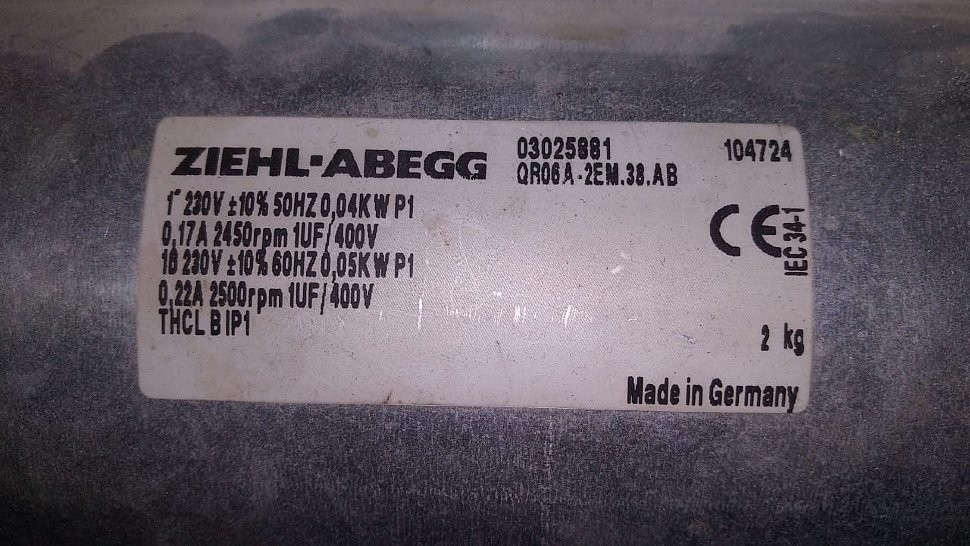 ZIEHL-ABEGG
03025881 104724
QR06A-2EM.38.AB
1~ 230V ±10% 50HZ 0,04KW P1
0,17A 2450rpm 1UF/400V
1~ 230V ±10% 60HZ 0,05KW P1
0,22A 2500rpm 1UF/400V
THCL B IP1
CE
IEC 34-1
2 kg
Made in Germany